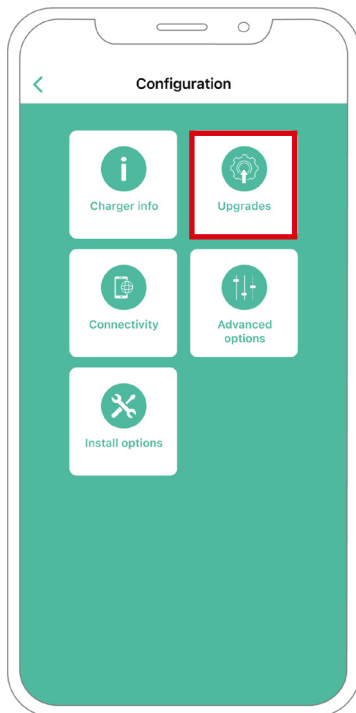 Configuration
Charger info
Upgrades
Connectivity
Advanced
options
Install options